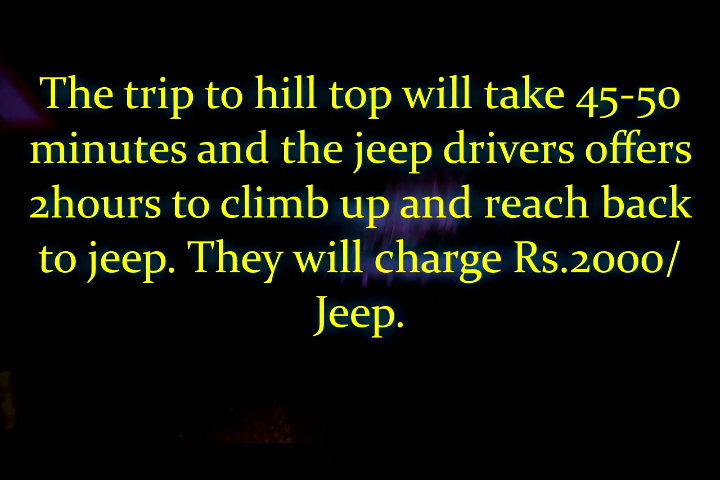 The trip to hill top will take 45-50
minutes and the jeep drivers offers
2hours to climb up and reach back
to jeep. They will charge Rs.2000/
Jeep.